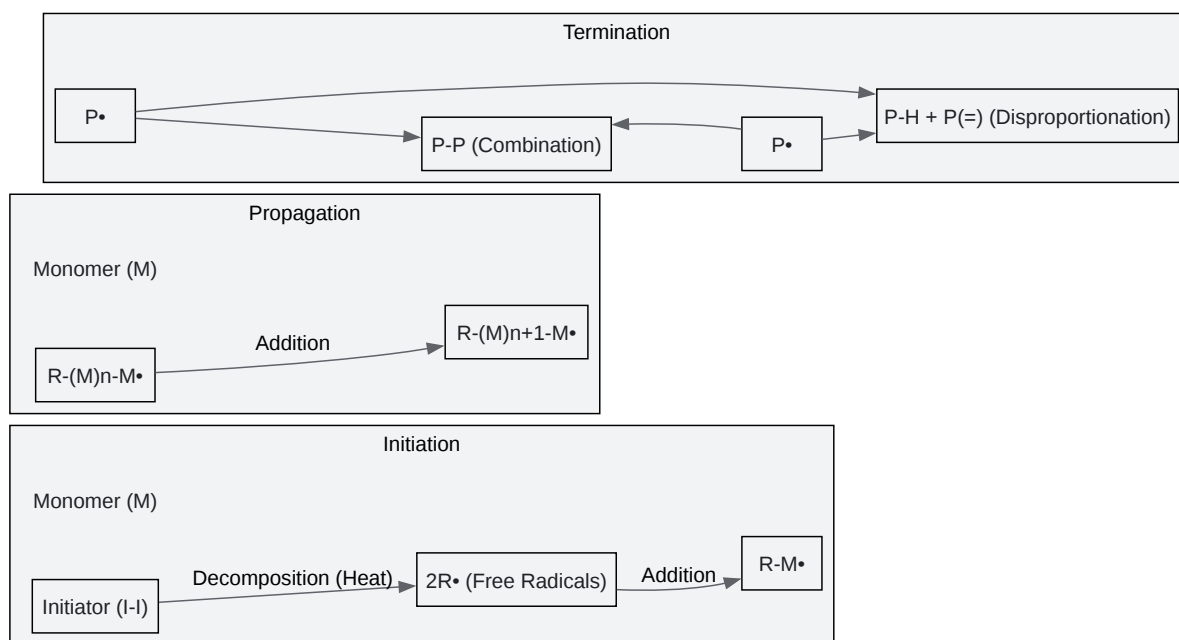 Termination
P•
P-P (Combination)
P•
P-H + P(=) (Disproportionation)
Propagation
Monomer (M)
R-(M)n-M•
Addition
R-(M)n+1-M•
Initiation
Monomer (M)
Initiator (I-I)
Decomposition (Heat)
2R• (Free Radicals)
Addition
R-M•